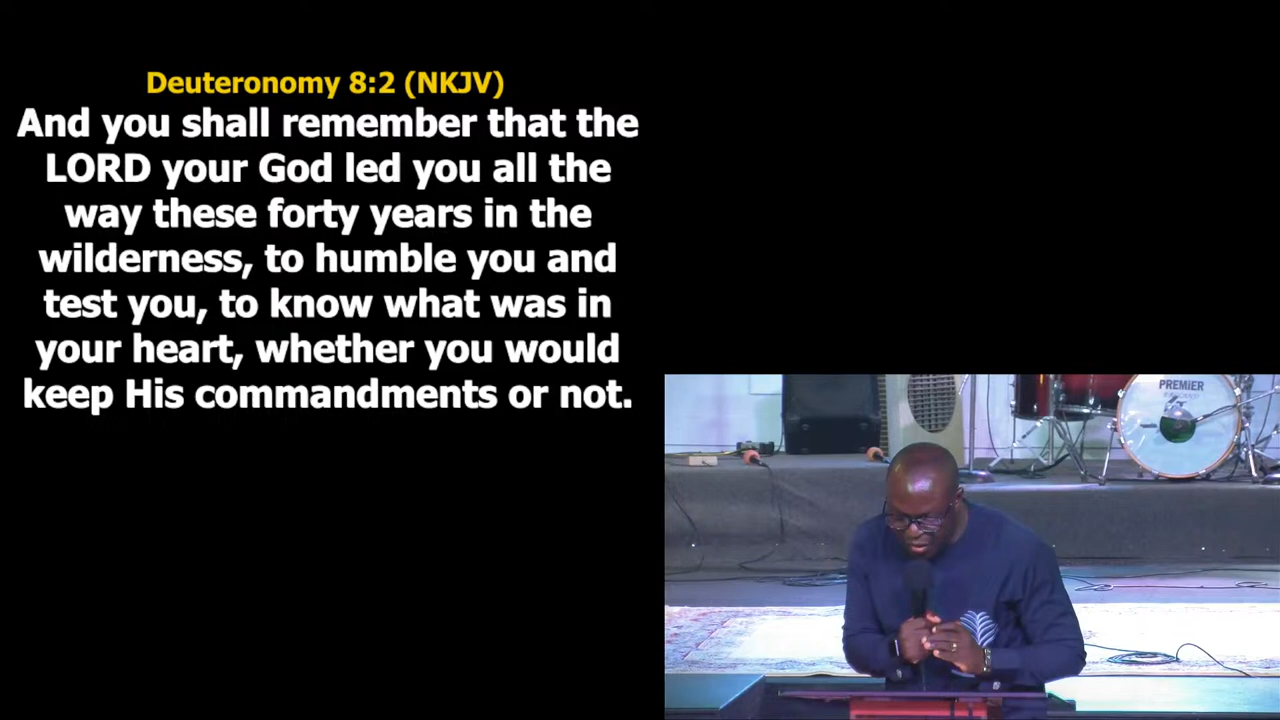 Deuteronomy 8:2 (NKJV)
And you shall remember that the
LORD your God led you all the
way these forty years in the
wilderness, to humble you and
test you, to know what was in
your heart, whether you would
keep His commandments or not.
PREMIER
ENGLAND